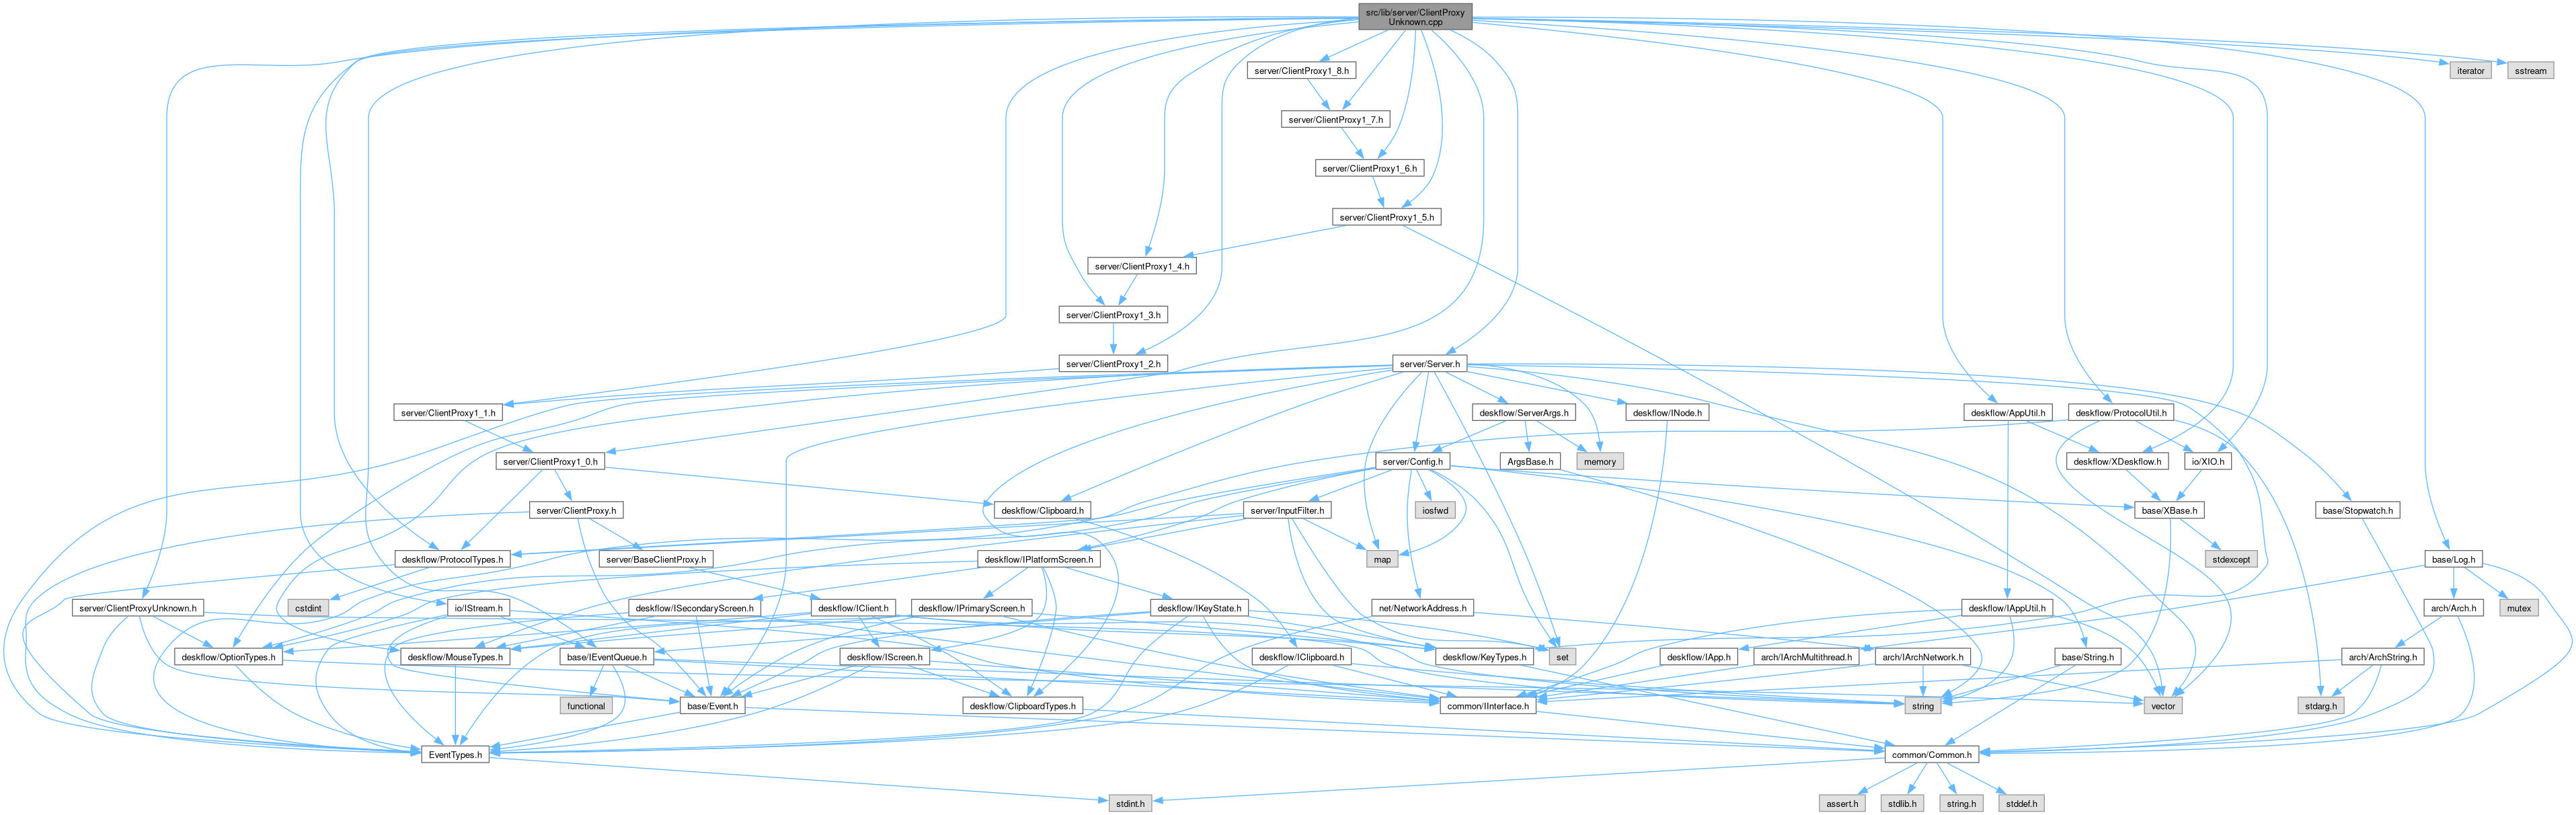 src/lib/server/ClientProxy
Unknown.cpp
server/ClientProxy1_8.h
iterator
sstream
server/ClientProxy1_7.h
server/ClientProxy1_6.h
server/ClientProxy1_5.h
server/ClientProxy1_4.h
server/ClientProxy1_3.h
server/ClientProxy1_2.h
server/Server.h
server/ClientProxy1_1.h
deskflow/ServerArgs.h
deskflow/INode.h
deskflow/AppUtil.h
deskflow/ProtocolUtil.h
server/ClientProxy1_0.h
server/Config.h
ArgsBase.h
memory
deskflow/XDeskflow.h
io/XIO.h
server/ClientProxy.h
deskflow/Clipboard.h
server/InputFilter.h
iosfwd
base/XBase.h
base/Stopwatch.h
deskflow/ProtocolTypes.h
server/BaseClientProxy.h
deskflow/IPlatformScreen.h
map
stdexcept
base/Log.h
server/ClientProxyUnknown.h
cstdint
io/IStream.h
deskflow/ISecondaryScreen.h
deskflow/IClient.h
deskflow/IPrimaryScreen.h
deskflow/IKeyState.h
net/NetworkAddress.h
deskflow/IAppUtil.h
arch/Arch.h
mutex
deskflow/OptionTypes.h
deskflow/MouseTypes.h
base/IEventQueue.h
deskflow/IScreen.h
deskflow/IClipboard.h
deskflow/KeyTypes.h
set
deskflow/IApp.h
arch/IArchMultithread.h
arch/IArchNetwork.h
base/String.h
arch/ArchString.h
functional
base/Event.h
deskflow/ClipboardTypes.h
common/IInterface.h
string
vector
stdarg.h
EventTypes.h
common/Common.h
stdint.h
assert.h
stdlib.h
string.h
stddef.h